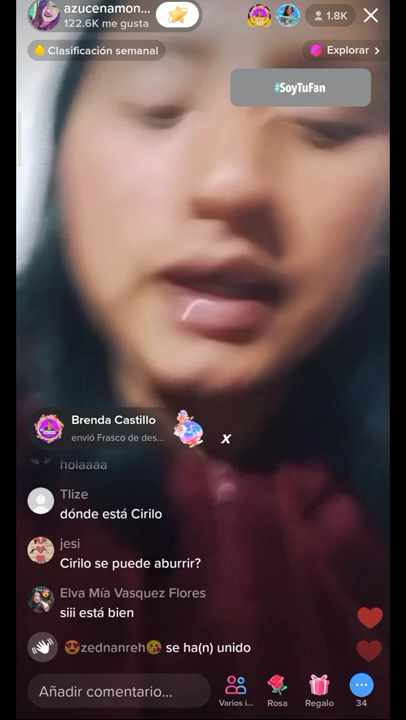 azucenamon...
122.6K me gusta
1.8K
Clasificación semanal
Explorar >
#SoyTuFan
Brenda Castillo
envió Frasco de des...
x
holaaaa
Tlize
dónde está Cirilo
jesi
Cirilo se puede aburrir?
Elva Mía Vasquez Flores
siii está bien
😍zednanreh😘 se ha(n) unido
Añadir comentario...
Varios i...
Rosa
Regalo
34